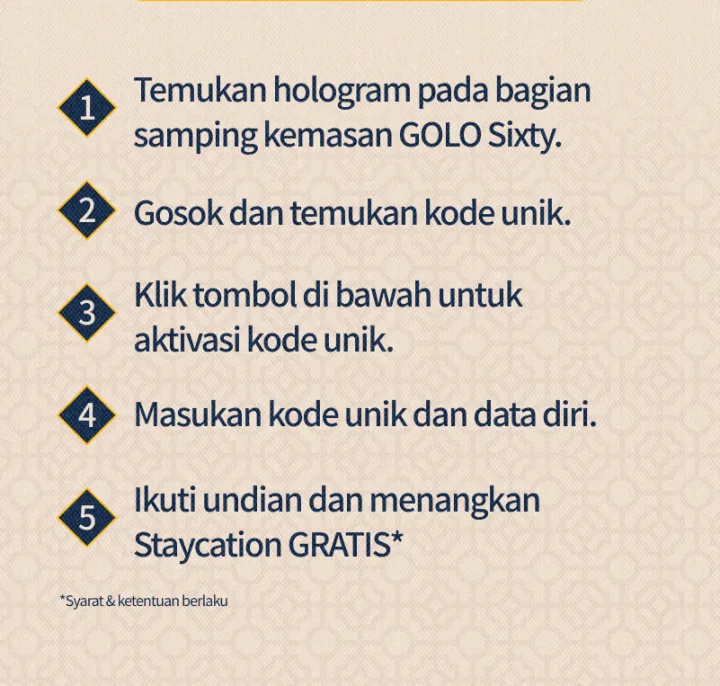 1
Temukan hologram pada bagian
samping kemasan GOLO Sixty.
2
Gosok dan temukan kode unik.
3
Klik tombol di bawah untuk
aktivasi kode unik.
4
Masukan kode unik dan data diri.
5
Ikuti undian dan menangkan
Staycation GRATIS*
*Syarat & ketentuan berlaku